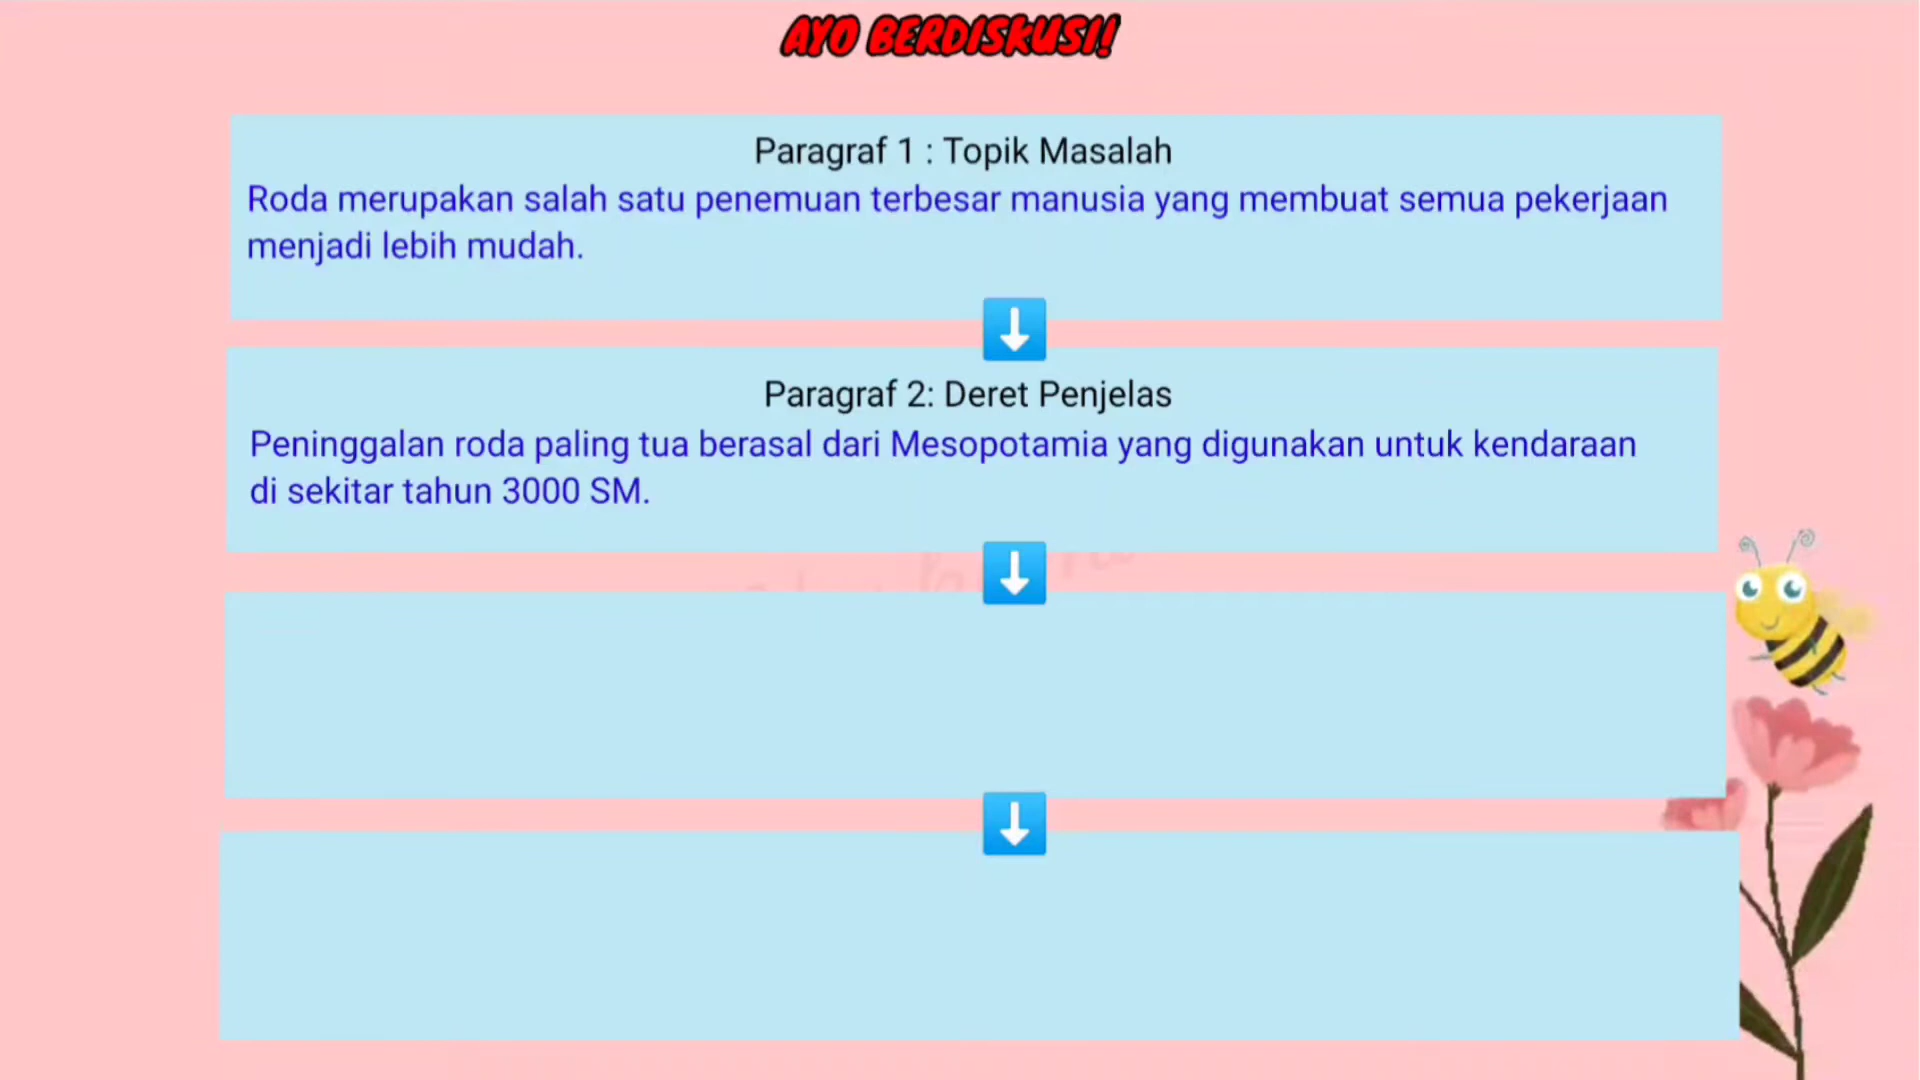 AYO BERDISKUSI!
Paragraf 1 : Topik Masalah
Roda merupakan salah satu penemuan terbesar manusia yang membuat semua pekerjaan
menjadi lebih mudah.
Paragraf 2: Deret Penjelas
Peninggalan roda paling tua berasal dari Mesopotamia yang digunakan untuk kendaraan
di sekitar tahun 3000 SM.